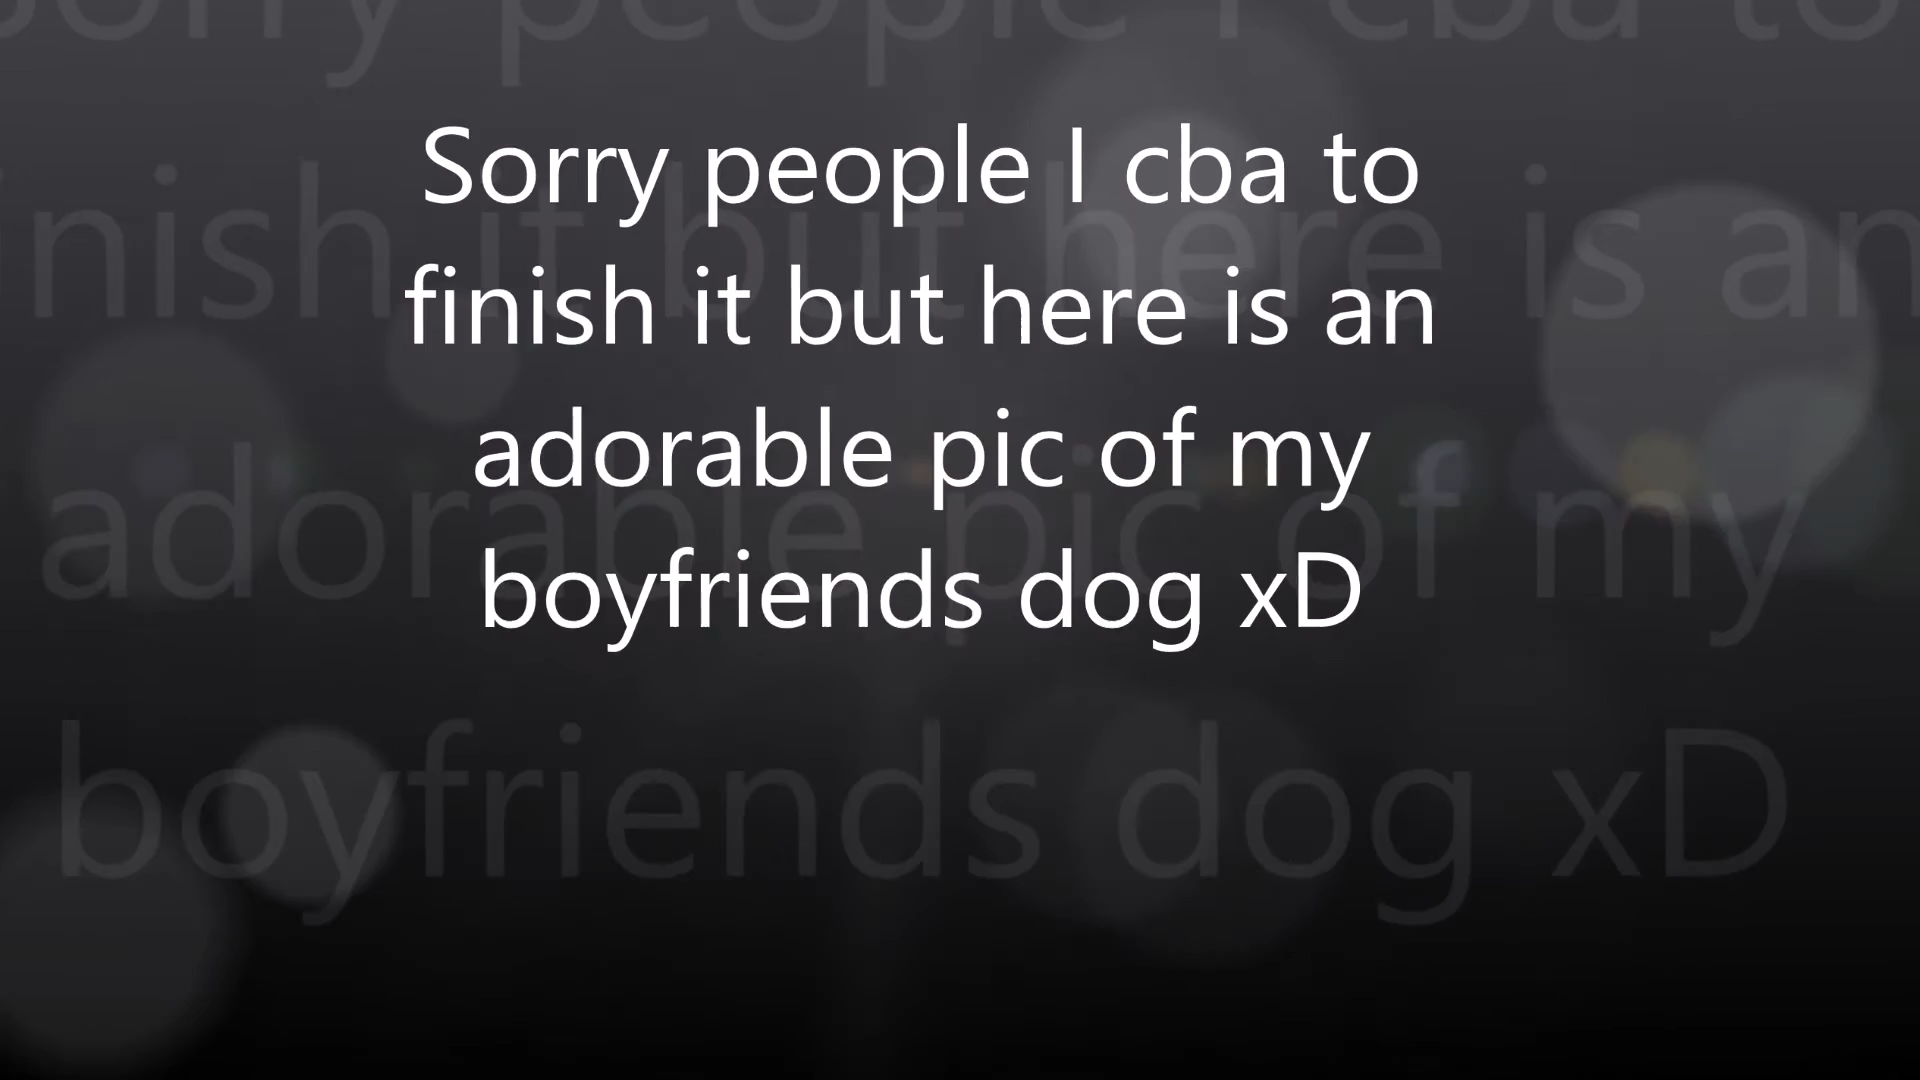 Sorry people I cba to
finish it but here is an
adorable pic of my
boyfriends dog xD